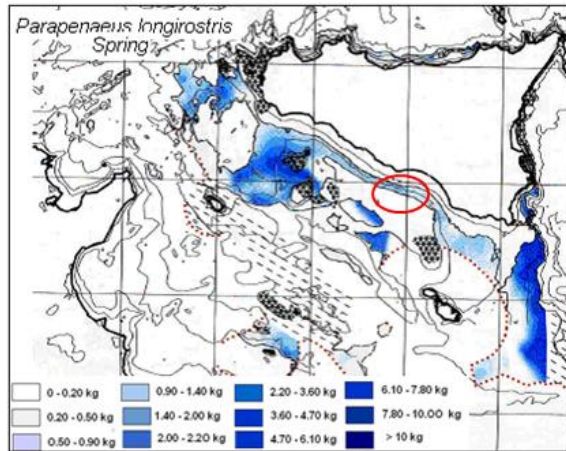 Parapenaeus longirostris
Spring
0 - 0.20 kg
0.90 - 1.40 kg
2.20 - 3.60 kg
6.10 - 7.80 kg
0.20 - 0.50 kg
1.40 - 2.00 kg
3.60 - 4.70 kg
7.80 - 10.00 kg
0.50 - 0.90 kg
2.00 - 2.20 kg
4.70 - 6.10 kg
> 10 kg